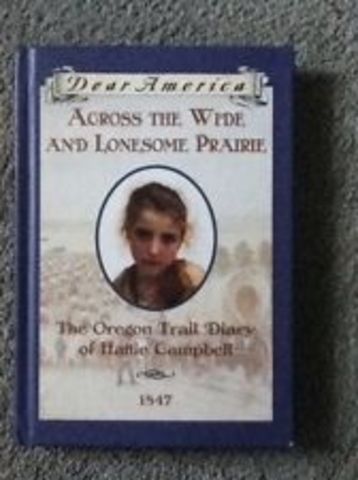 Dear America
ACROSS THE WIDE
AND LONESOME PRAIRIE
The Oregon Trail Diary
of Hattie Campbell
1847